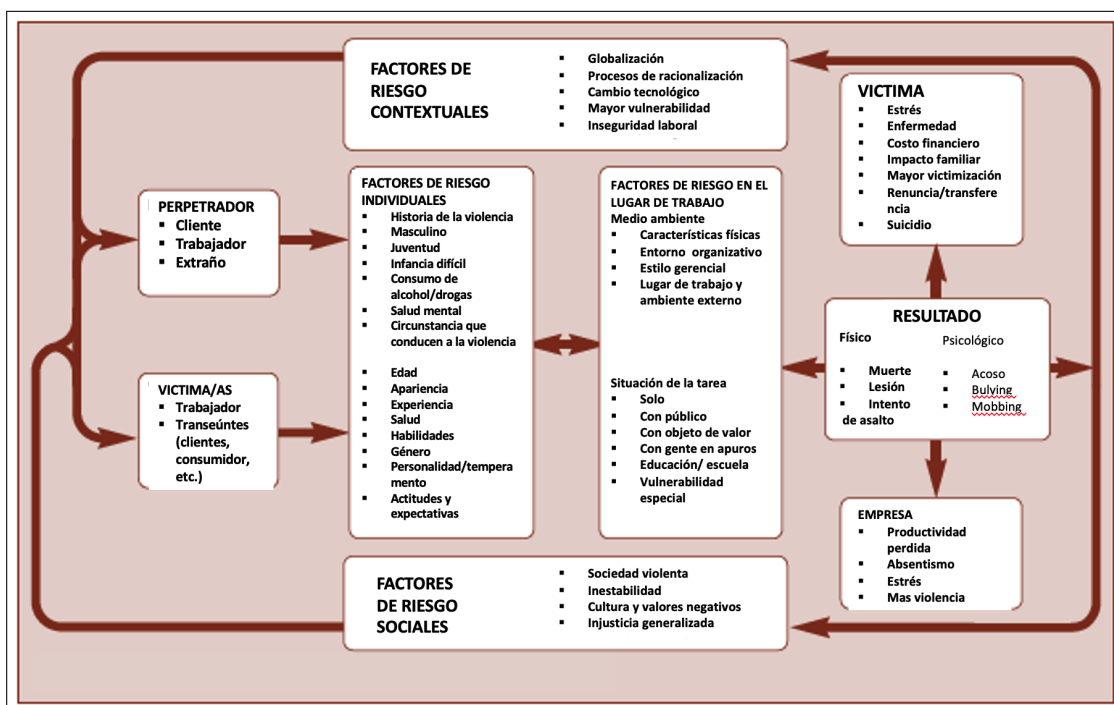 FACTORES DE
RIESGO
CONTEXTUALES
▪ Globalización
▪ Procesos de racionalización
▪ Cambio tecnológico
▪ Mayor vulnerabilidad
▪ Inseguridad laboral
PERPETRADOR
▪ Cliente
▪ Trabajador
▪ Extraño
VICTIMA/AS
▪ Trabajador
▪ Transeúntes
(clientes,
consumidor,
etc.)
FACTORES DE RIESGO
INDIVIDUALES
▪ Historia de la violencia
▪ Masculino
▪ Juventud
▪ Infancia difícil
▪ Consumo de
alcohol/drogas
▪ Salud mental
▪ Circunstancia que
conducen a la violencia
▪ Edad
▪ Apariencia
▪ Experiencia
▪ Salud
▪ Habilidades
▪ Género
▪ Personalidad/tempera
mento
▪ Actitudes y
expectativas
FACTORES DE RIESGO EN EL
LUGAR DE TRABAJO
Medio ambiente
▪ Características físicas
▪ Entorno organizativo
▪ Estilo gerencial
▪ Lugar de trabajo y
ambiente externo
Situación de la tarea
▪ Solo
▪ Con público
▪ Con objeto de valor
▪ Con gente en apuros
▪ Educación/ escuela
▪ Vulnerabilidad
especial
VICTIMA
▪ Estrés
▪ Enfermedad
▪ Costo financiero
▪ Impacto familiar
▪ Mayor victimización
▪ Renuncia/transfere
ncia
▪ Suicidio
RESULTADO
Físico
▪ Muerte
▪ Lesión
▪ Intento
de asalto
Psicológico
▪ Acoso
▪ Bulying
▪ Mobbing
EMPRESA
▪ Productividad
perdida
▪ Absentismo
▪ Estrés
▪ Mas violencia
FACTORES
DE RIESGO
SOCIALES
▪ Sociedad violenta
▪ Inestabilidad
▪ Cultura y valores negativos
▪ Injusticia generalizada